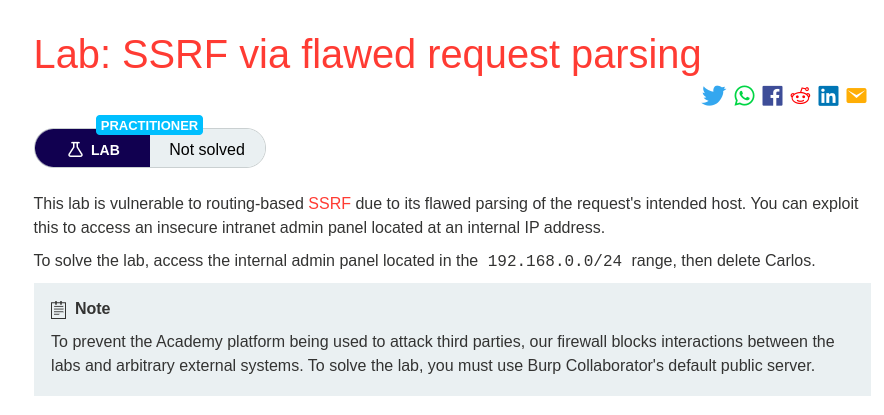 Lab: SSRF via flawed request parsing
PRACTITIONER
LAB
Not solved
This lab is vulnerable to routing-based SSRF due to its flawed parsing of the request's intended host. You can exploit
this to access an insecure intranet admin panel located at an internal IP address.
To solve the lab, access the internal admin panel located in the 192.168.0.0/24 range, then delete Carlos.
Note
To prevent the Academy platform being used to attack third parties, our firewall blocks interactions between the
labs and arbitrary external systems. To solve the lab, you must use Burp Collaborator's default public server.